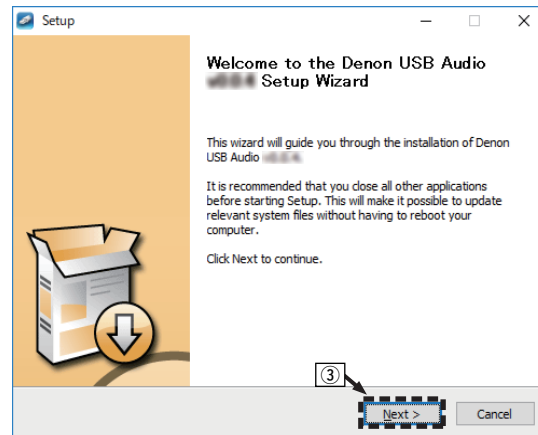 Setup
Welcome to the Denon USB Audio
Setup Wizard
This wizard will guide you through the installation of Denon
USB Audio
It is recommended that you close all other applications
before starting Setup. This will make it possible to update
relevant system files without having to reboot your
computer.
Click Next to continue.
③
Next >
Cancel